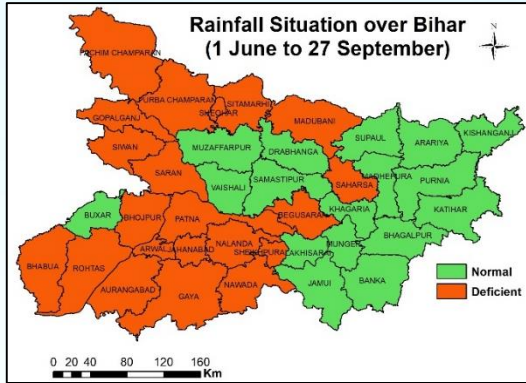 Rainfall Situation over Bihar
(1 June to 27 September)
N
PACHIM CHAMPARAN
PURBA CHAMPARAN
SITAMARHI
SHEOHAR
GOPALGANJ
MADUBANI
SIWAN
MUZAFFARPUR
DRABHANGA
SUPAUL
ARARIYA
KISHANGANJ
SARAN
VAISHALI
SAMASTIPUR
SAHARSA
MADHEPURA
PURNIA
BUXAR
BHOJPUR
PATNA
BEGUSARAI
KHAGARIA
KATIHAR
BHABUA
ROHTAS
ARWAL
JAHANABAD
NALANDA
SHEIKHPURA
LAKHISARAI
MUNGER
BHAGALPUR
AURANGABAD
GAYA
NAWADA
JAMUI
BANKA
Normal
Deficient
0 20 40 80 120 160
Km